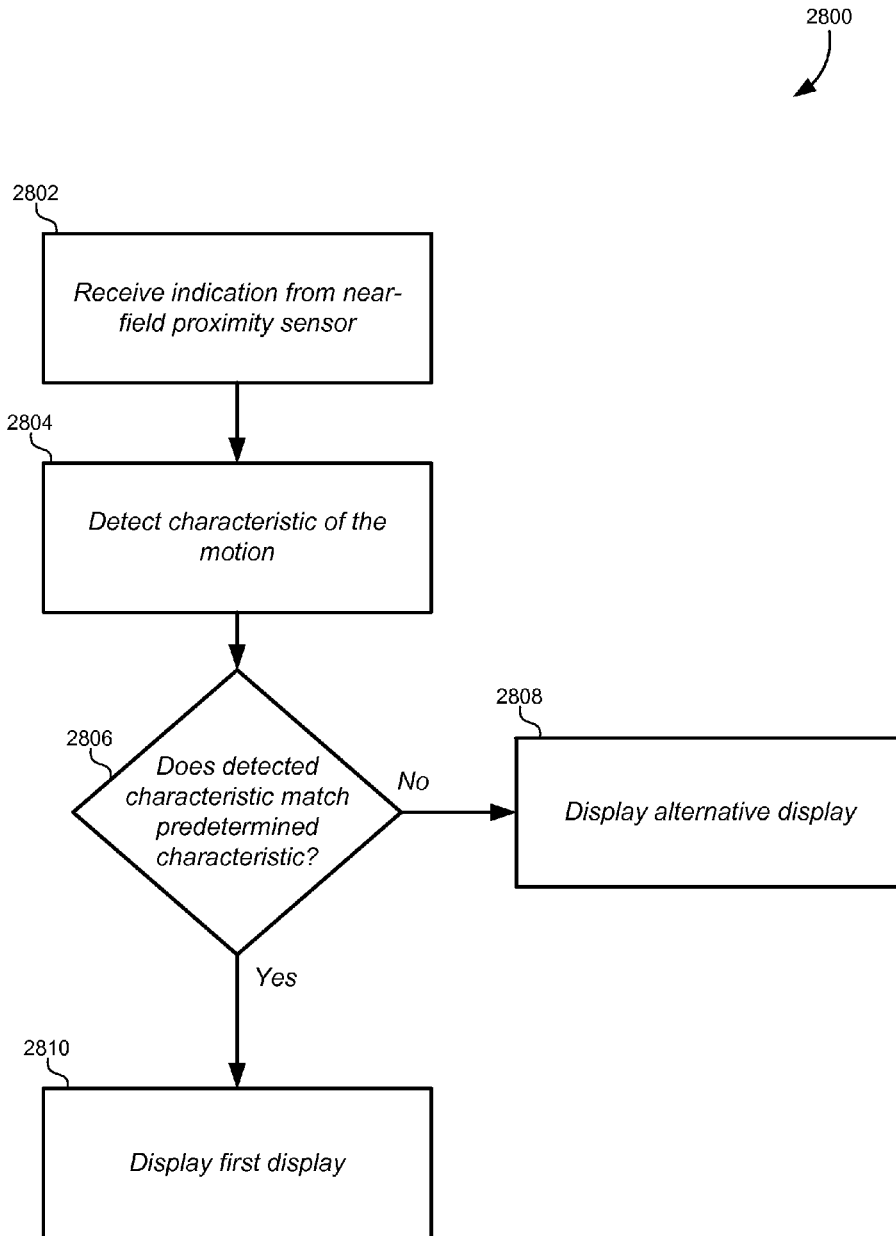 2800
2802
Receive indication from near-
field proximity sensor
2804
Detect characteristic of the
motion
2806
Does detected
characteristic match
predetermined
characteristic?
No
2808
Display alternative display
Yes
2810
Display first display